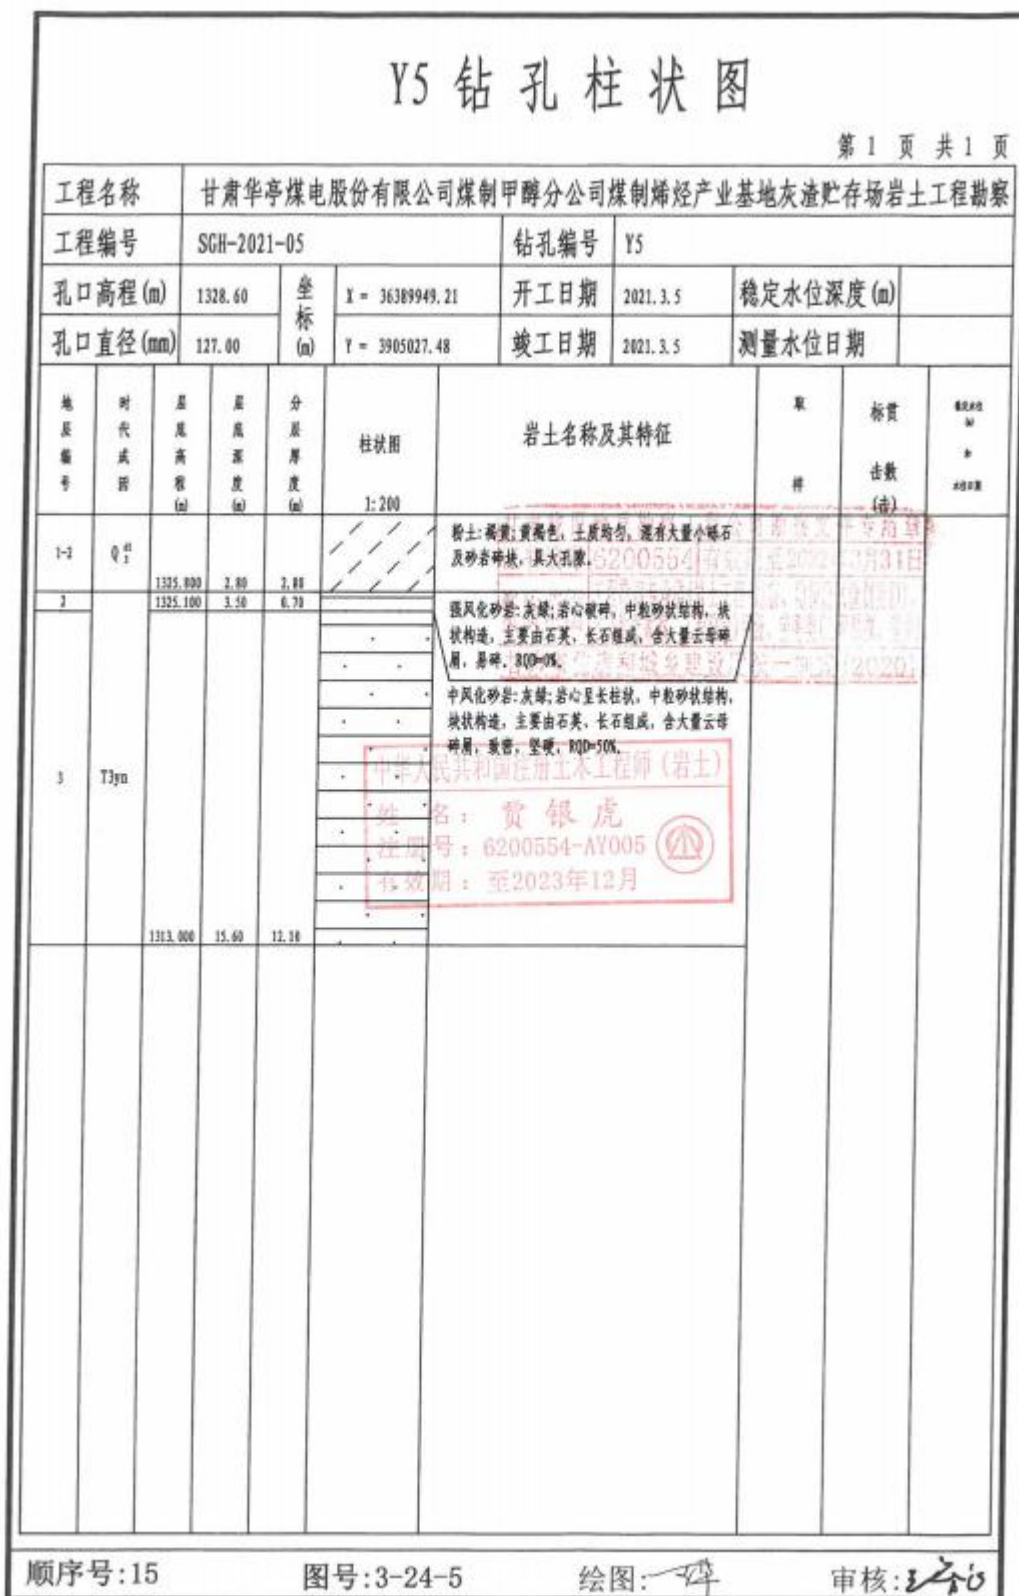 Y5 钻孔柱状图
第 1 页 共 1 页
工程名称 甘肃华亭煤电股份有限公司煤制甲醇分公司煤制烯烃产业基地灰渣贮存场岩土工程勘察
工程编号 SGH-2021-05 钻孔编号 Y5
孔口高程(m) 1328.60 坐标(m) X = 36389949.21 开工日期 2021.3.5 稳定水位深度(m)
孔口直径(mm) 127.00 Y = 3905027.48 竣工日期 2021.3.5 测量水位日期
地层编号 时代成因 层底高程(m) 层底深度(m) 分层厚度(m) 柱状图 1:200 岩土名称及其特征 取样 标贯击数(击)
粉土:褐黄;黄褐色,土质均匀,混有大量小砾石
及砂岩碎块,具大孔隙。
1-2 1325.800 2.80 2.80
2 1325.100 3.50 0.70
强风化砂岩:灰绿;岩心破碎,中粒砂状结构,块
状构造,主要由石英、长石组成,含大量云母碎
屑,易碎,RQD=0%。
中风化砂岩:灰绿;岩心呈长柱状,中粒砂状结构,
块状构造,主要由石英、长石组成,含大量云母
碎屑,致密,坚硬,RQD=50%。
3 T3yn 1313.000 15.60 12.10
6200554
中华人民共和国注册土木工程师(岩土)
姓 名: 贾银虎
注册号: 6200554-AY005
有效期: 至2023年12月
顺序号:15 图号:3-24-5 绘图: 审核: